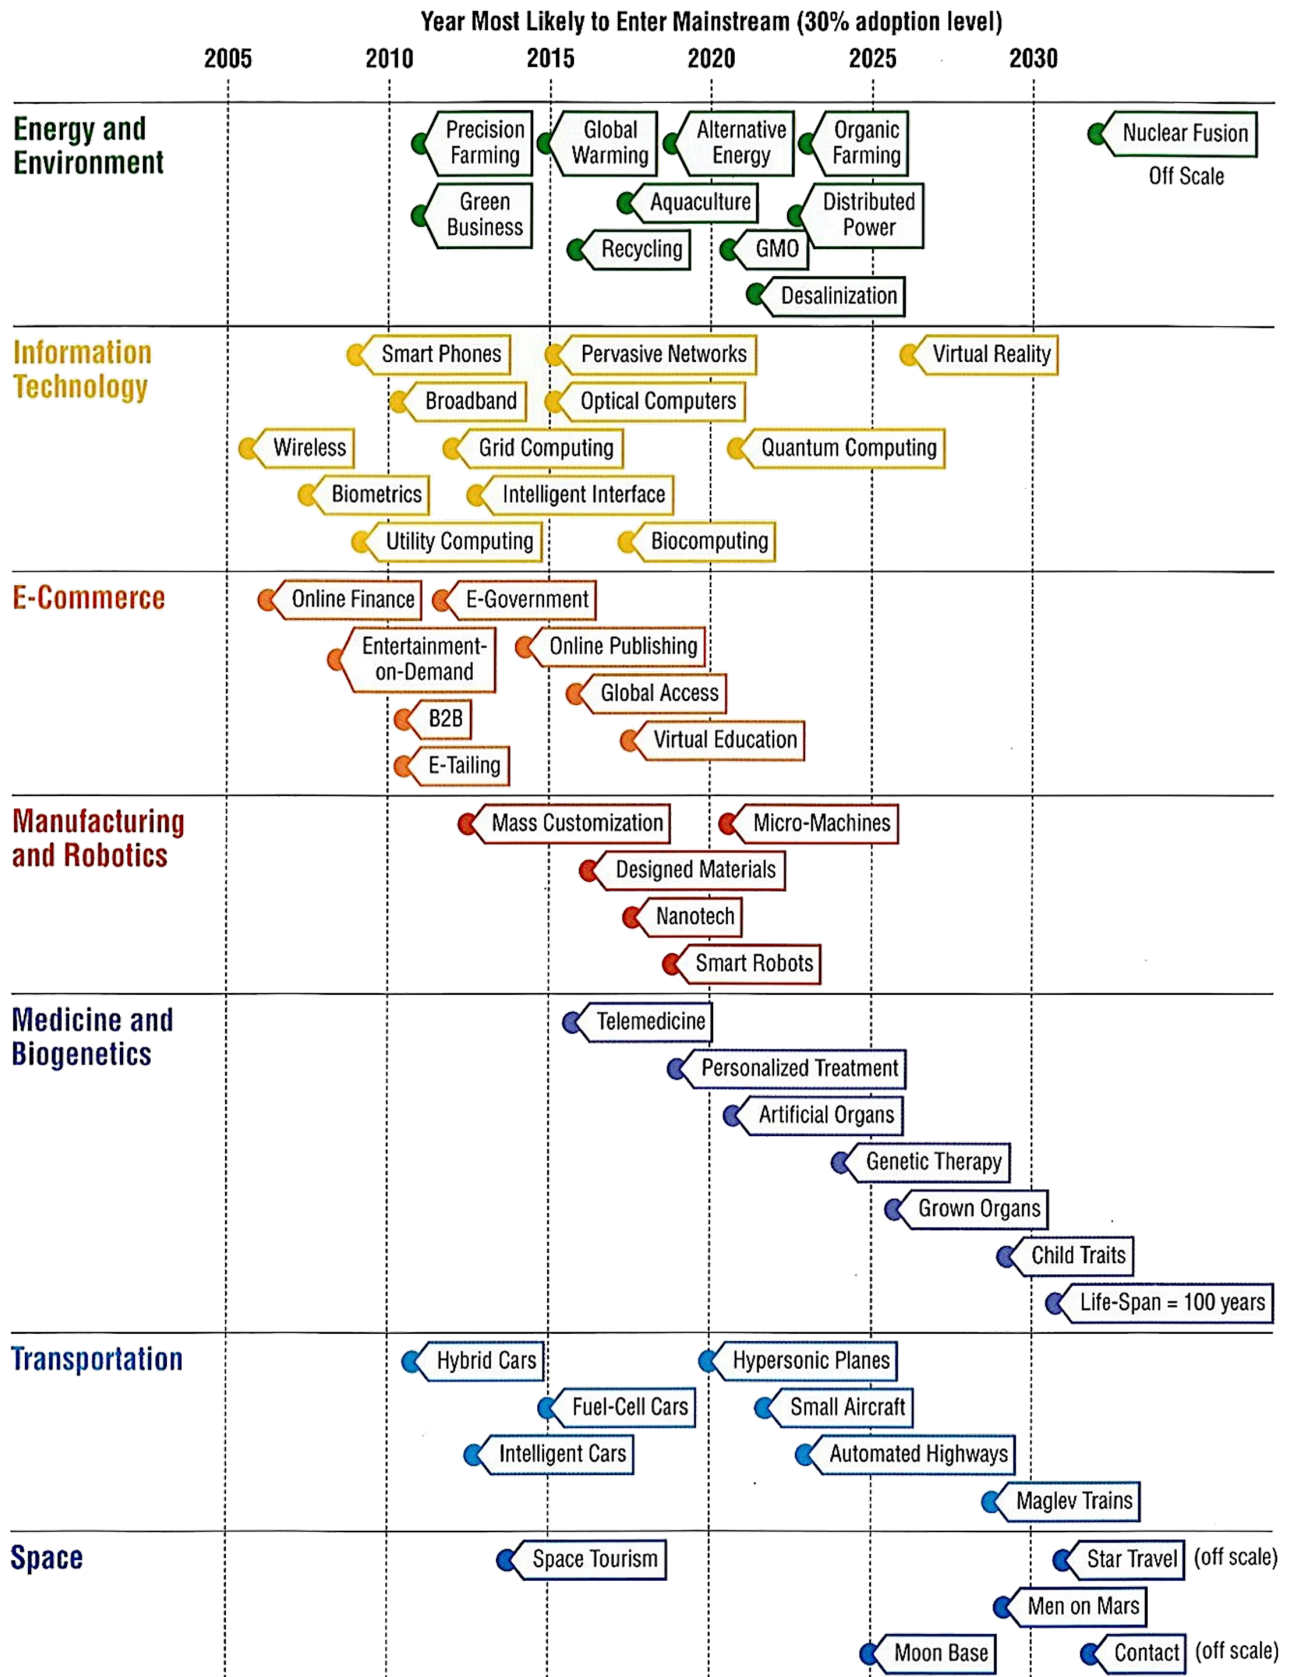 Year Most Likely to Enter Mainstream (30% adoption level)
2005 2010 2015 2020 2025 2030
Energy and
Environment
Precision
Farming
Global
Warming
Alternative
Energy
Organic
Farming
Nuclear Fusion
Off Scale
Green
Business
Aquaculture
Distributed
Power
Recycling
GMO
Desalinization
Information
Technology
Smart Phones
Pervasive Networks
Virtual Reality
Broadband
Optical Computers
Wireless
Grid Computing
Quantum Computing
Biometrics
Intelligent Interface
Utility Computing
Biocomputing
E-Commerce
Online Finance
E-Government
Entertainment-
on-Demand
Online Publishing
Global Access
B2B
Virtual Education
E-Tailing
Manufacturing
and Robotics
Mass Customization
Micro-Machines
Designed Materials
Nanotech
Smart Robots
Medicine and
Biogenetics
Telemedicine
Personalized Treatment
Artificial Organs
Genetic Therapy
Grown Organs
Child Traits
Life-Span = 100 years
Transportation
Hybrid Cars
Hypersonic Planes
Fuel-Cell Cars
Small Aircraft
Intelligent Cars
Automated Highways
Maglev Trains
Space
Space Tourism
Star Travel (off scale)
Men on Mars
Moon Base
Contact (off scale)